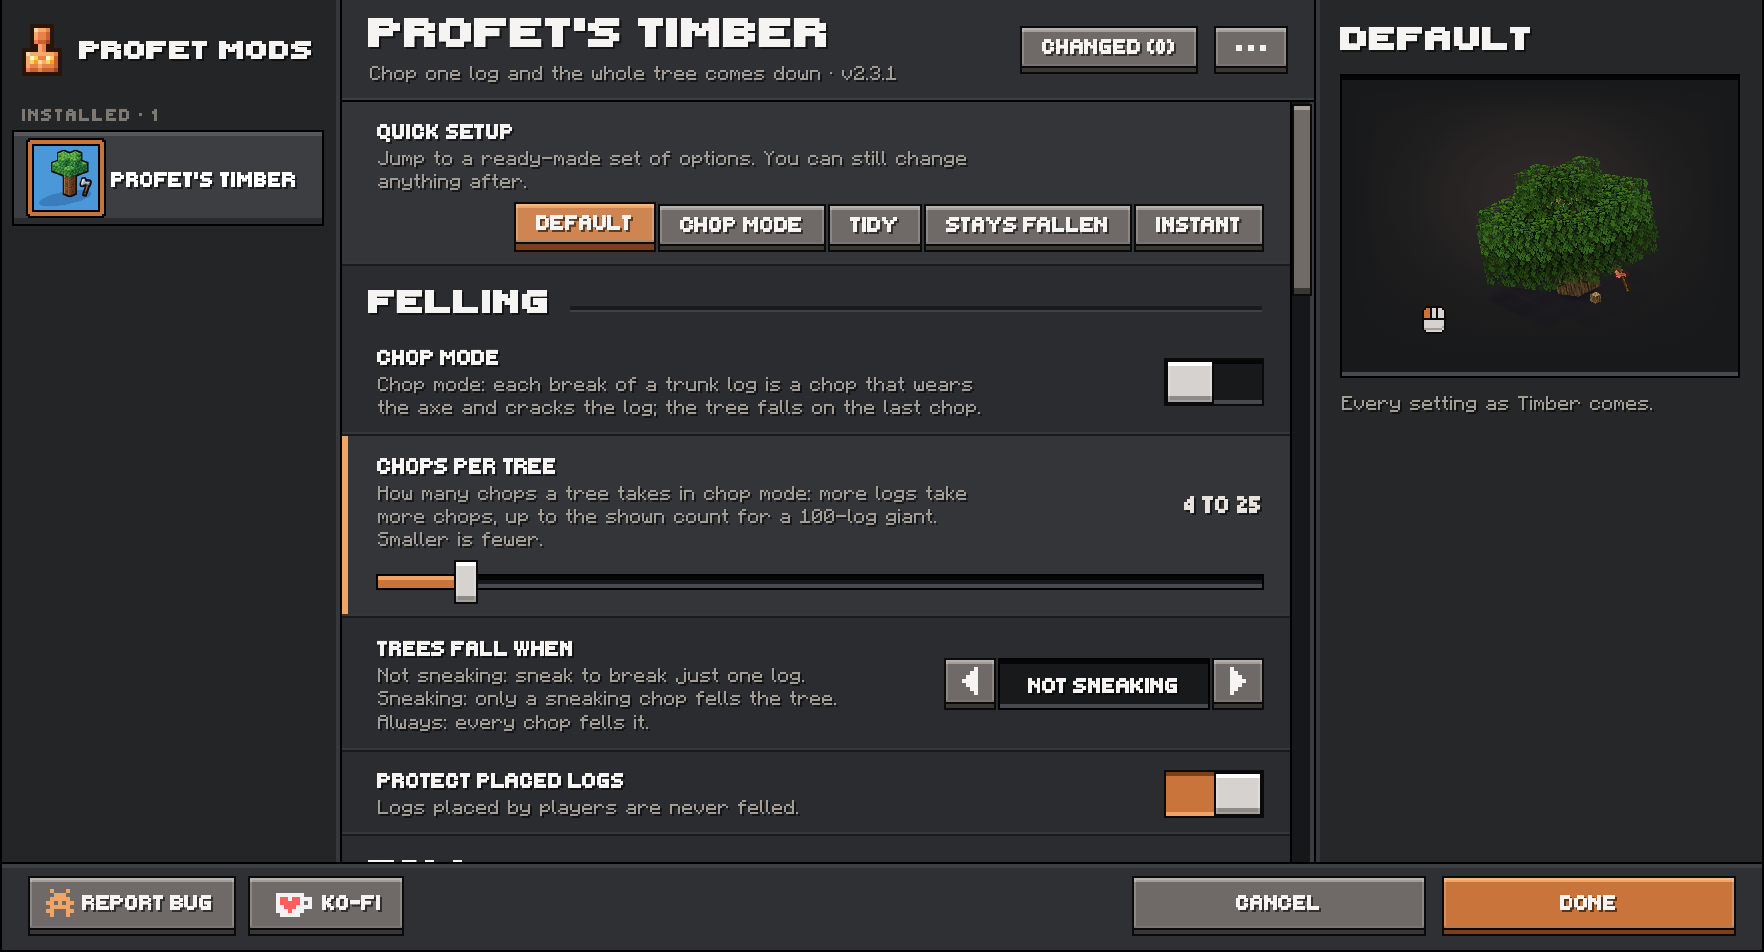 PROFET MODS
INSTALLED · 1
PROFET'S TIMBER
PROFET'S TIMBER
Chop one log and the whole tree comes down · v2.3.1
CHANGED (0)
...
QUICK SETUP
Jump to a ready-made set of options. You can still change
anything after.
DEFAULT
CHOP MODE
TIDY
STAYS FALLEN
INSTANT
FELLING
CHOP MODE
Chop mode: each break of a trunk log is a chop that wears
the axe and cracks the log; the tree falls on the last chop.
CHOPS PER TREE
How many chops a tree takes in chop mode: more logs take
more chops, up to the shown count for a 100-log giant.
Smaller is fewer.
4 TO 25
TREES FALL WHEN
Not sneaking: sneak to break just one log.
Sneaking: only a sneaking chop fells the tree.
Always: every chop fells it.
NOT SNEAKING
PROTECT PLACED LOGS
Logs placed by players are never felled.
DEFAULT
Every setting as Timber comes.
REPORT BUG
KO-FI
CANCEL
DONE